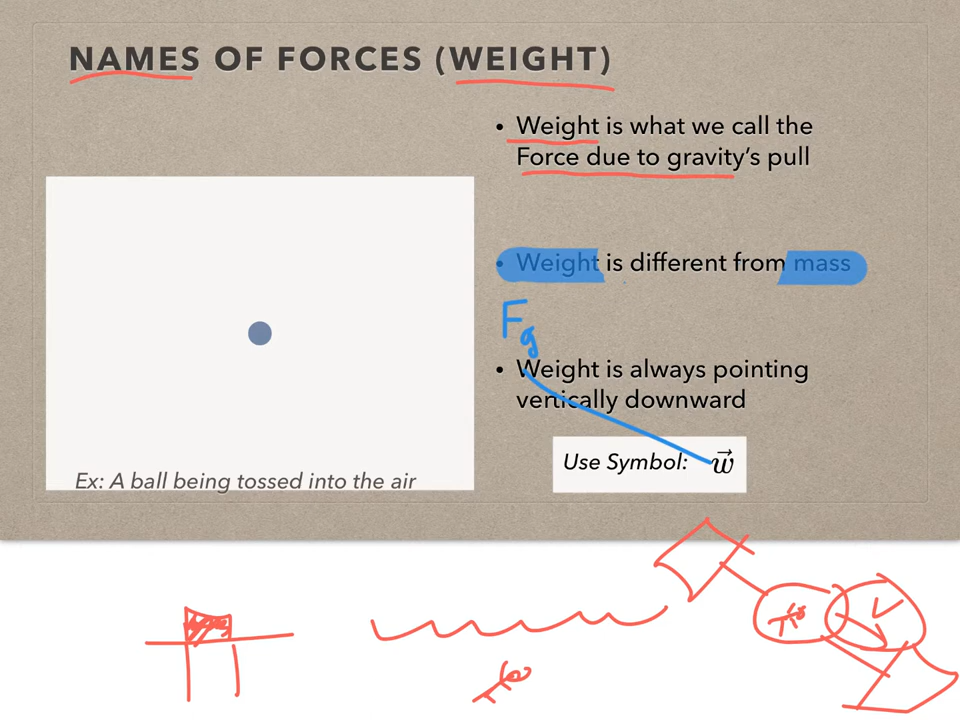 NAMES OF FORCES (WEIGHT)
• Weight is what we call the
Force due to gravity's pull
• Weight is different from mass
Fg
• Weight is always pointing
vertically downward
Use Symbol: w⃗
Ex: A ball being tossed into the air